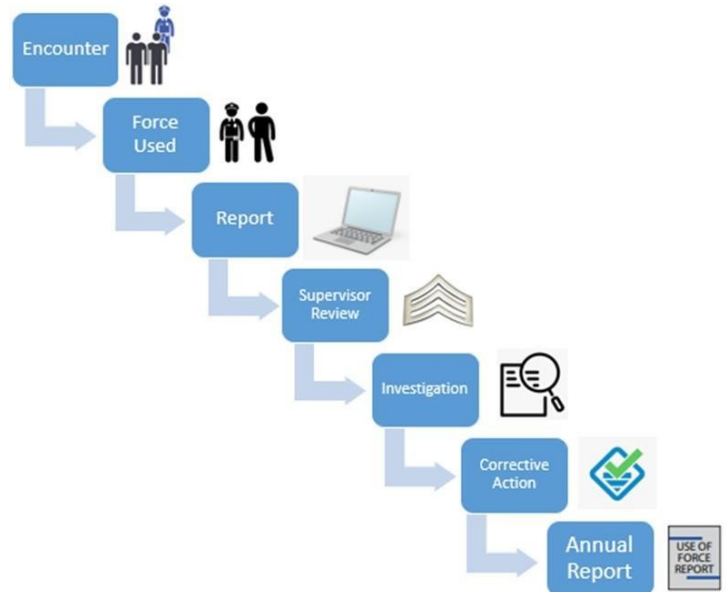 Encounter
Force
Used
Report
Supervisor
Review
Investigation
Corrective
Action
Annual
Report
USE OF
FORCE
REPORT